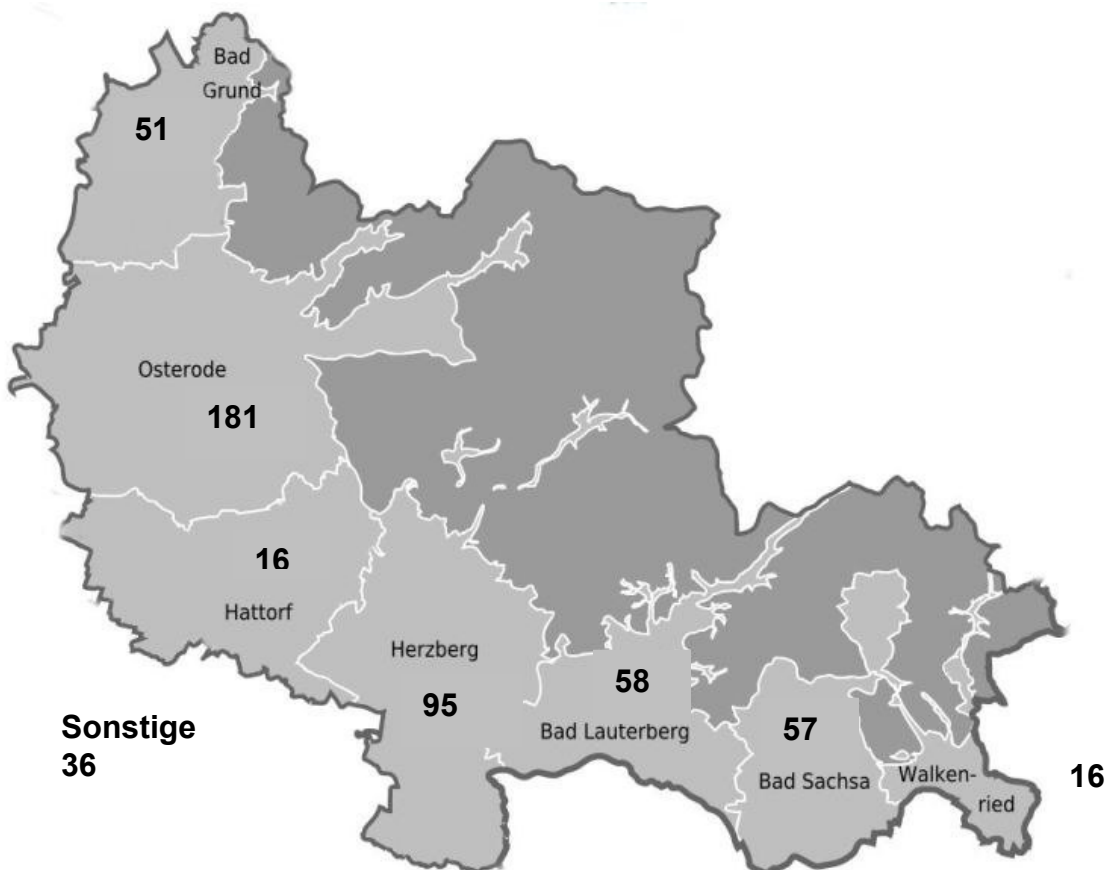 Bad
Grund
51
Osterode
181
16
Hattorf
Herzberg
95
58
Bad Lauterberg
57
Bad Sachsa
Walken-
ried
16
Sonstige
36